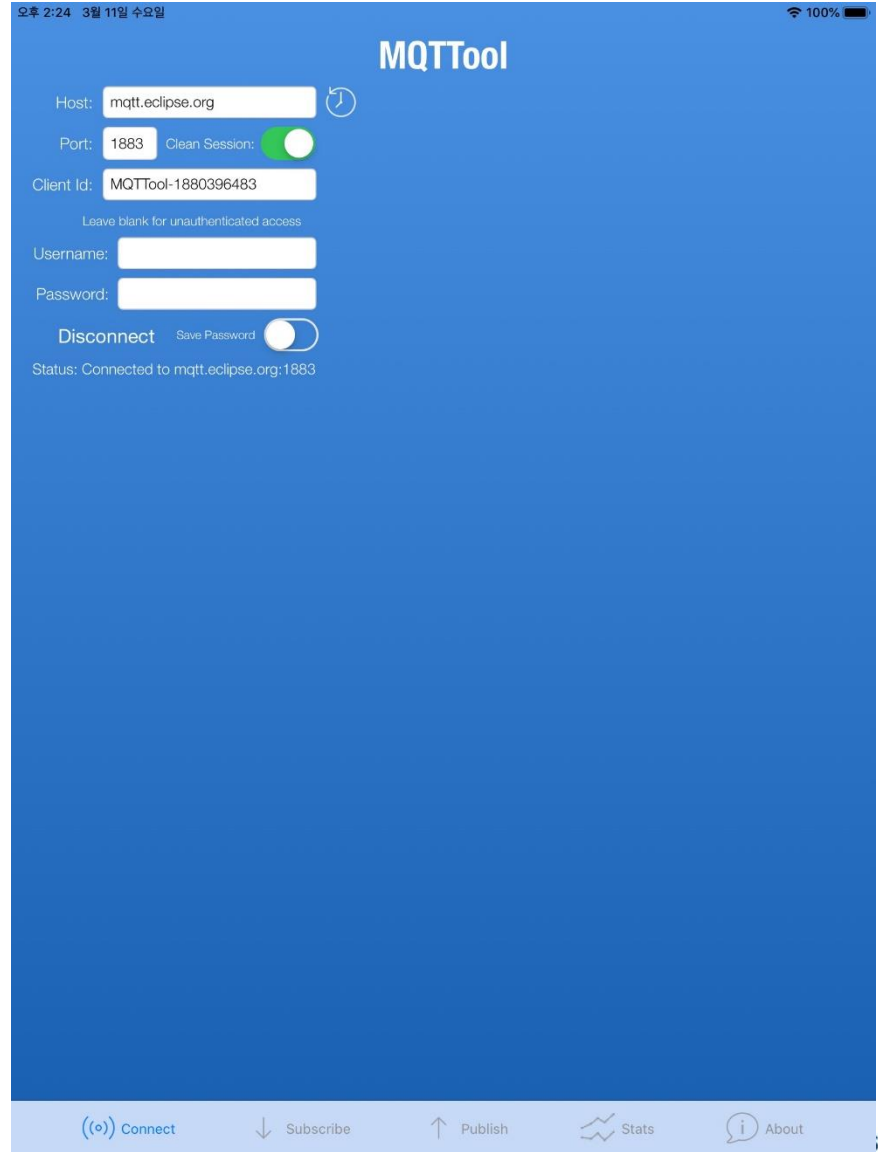 오후 2:24 3월 11일 수요일 100%
MQTTool
Host: mqtt.eclipse.org
Port: 1883 Clean Session:
Client Id: MQTTool-1880396483
Leave blank for unauthenticated access
Username:
Password:
Disconnect Save Password
Status: Connected to mqtt.eclipse.org:1883
Connect Subscribe Publish Stats About